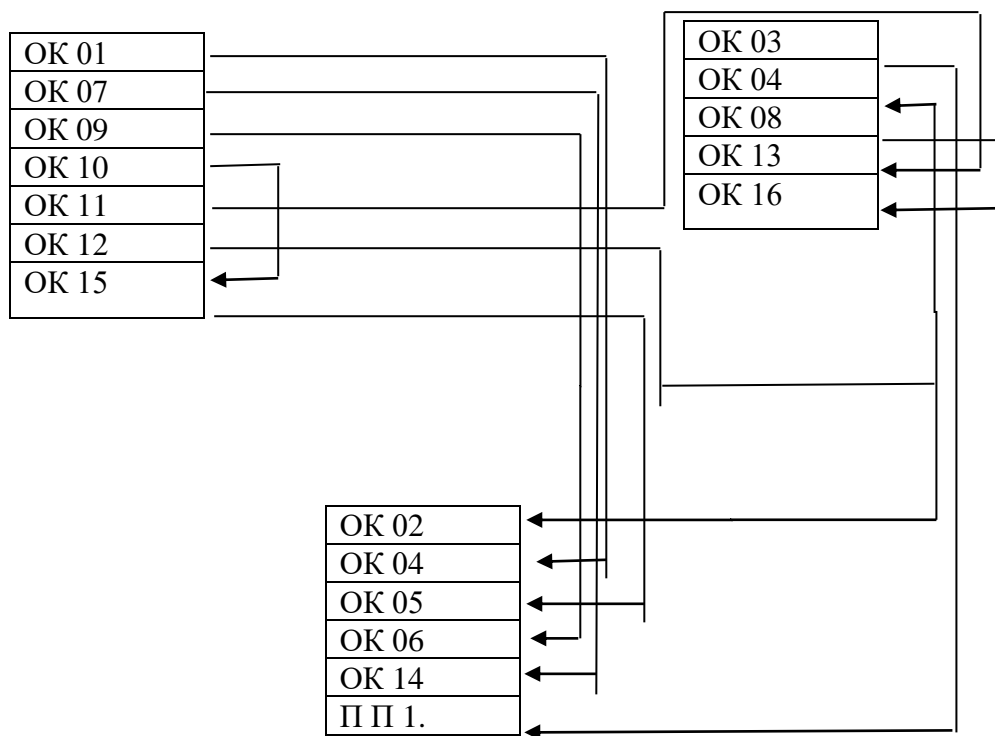 ОК 01
ОК 07
ОК 09
ОК 10
ОК 11
ОК 12
ОК 15
ОК 03
ОК 04
ОК 08
ОК 13
ОК 16
ОК 02
ОК 04
ОК 05
ОК 06
ОК 14
П П 1.